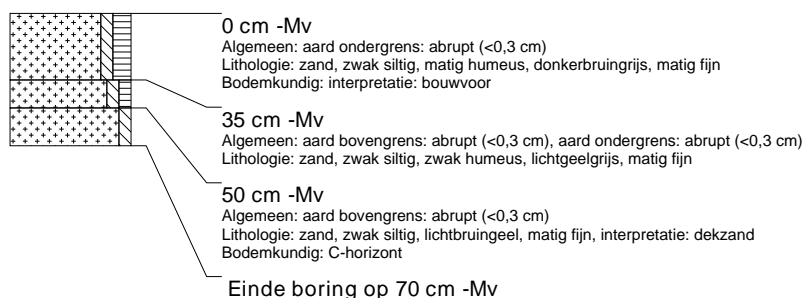 0 cm -Mv
Algemeen: aard ondergrens: abrupt (<0,3 cm)
Lithologie: zand, zwak siltig, matig humeus, donkerbruingrijs, matig fijn
Bodemkundig: interpretatie: bouwvoor
35 cm -Mv
Algemeen: aard bovengrens: abrupt (<0,3 cm), aard ondergrens: abrupt (<0,3 cm)
Lithologie: zand, zwak siltig, zwak humeus, lichtgeelgrijs, matig fijn
50 cm -Mv
Algemeen: aard bovengrens: abrupt (<0,3 cm)
Lithologie: zand, zwak siltig, lichtbruingeel, matig fijn, interpretatie: dekzand
Bodemkundig: C-horizont
Einde boring op 70 cm -Mv